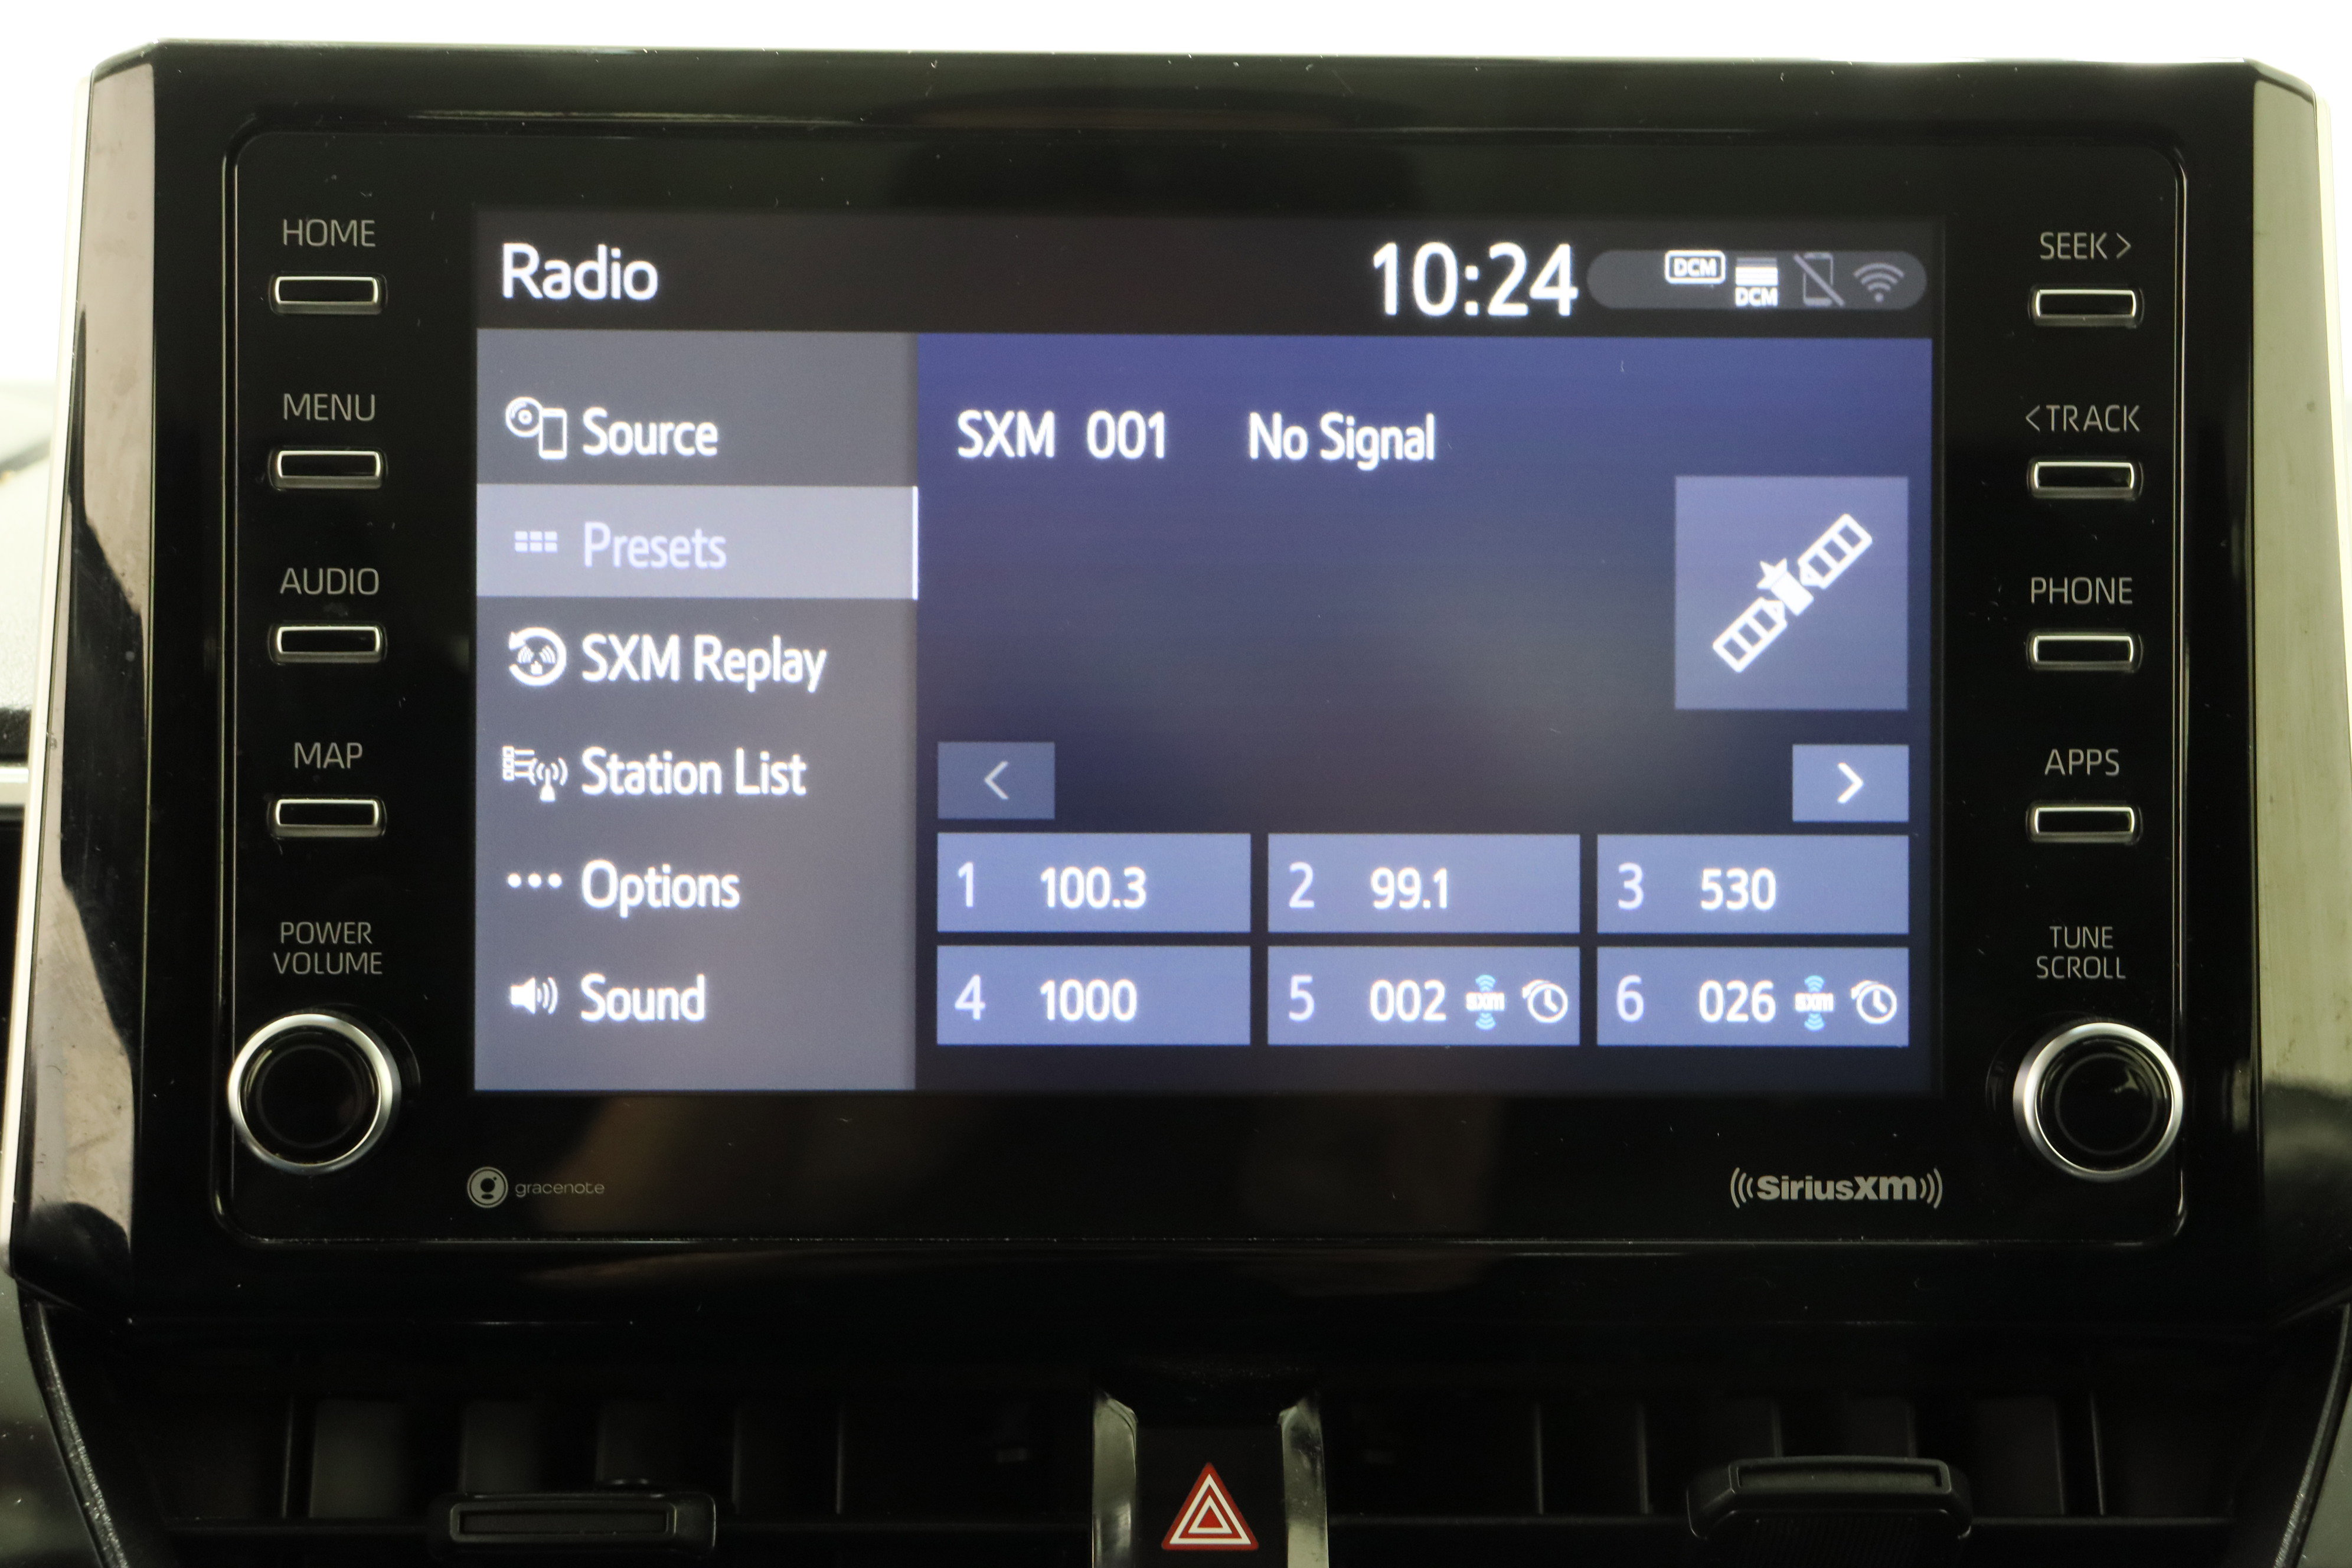 HOME
MENU
AUDIO
MAP
POWER
VOLUME
Radio
10:24
DCM
DCM
Source
Presets
SXM Replay
Station List
Options
Sound
SXM 001 No Signal
<
>
1 100.3
2 99.1
3 530
4 1000
5 002 SXM
6 026 SXM
SEEK >
< TRACK
PHONE
APPS
TUNE
SCROLL
gracenote
((SiriusXM))